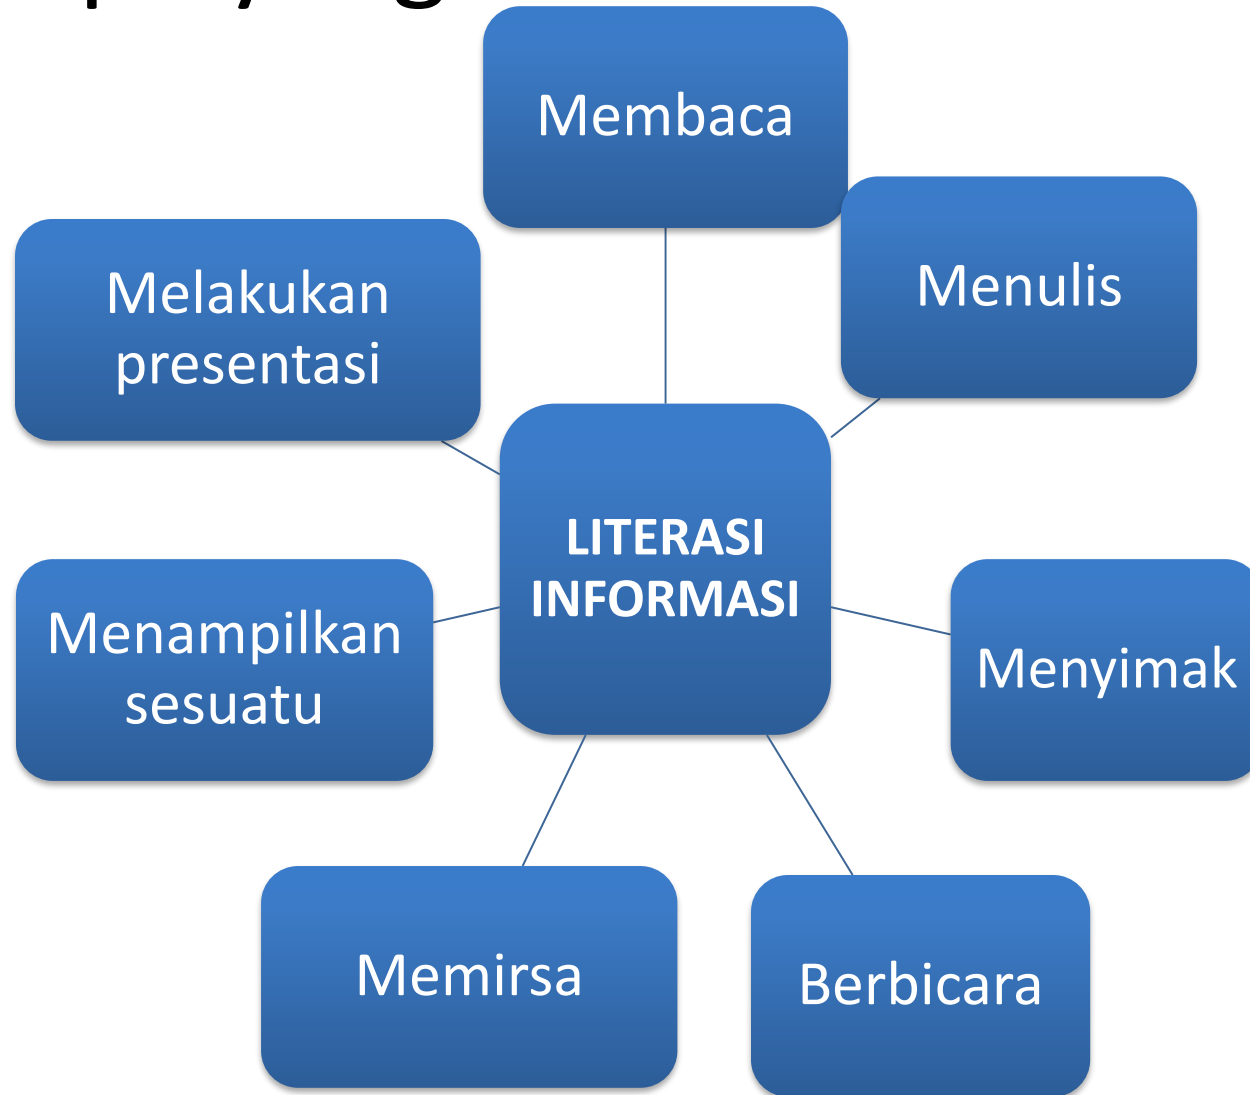 Membaca
Menulis
Melakukan
presentasi
LITERASI
INFORMASI
Menampilkan
sesuatu
Menyimak
Memirsa
Berbicara